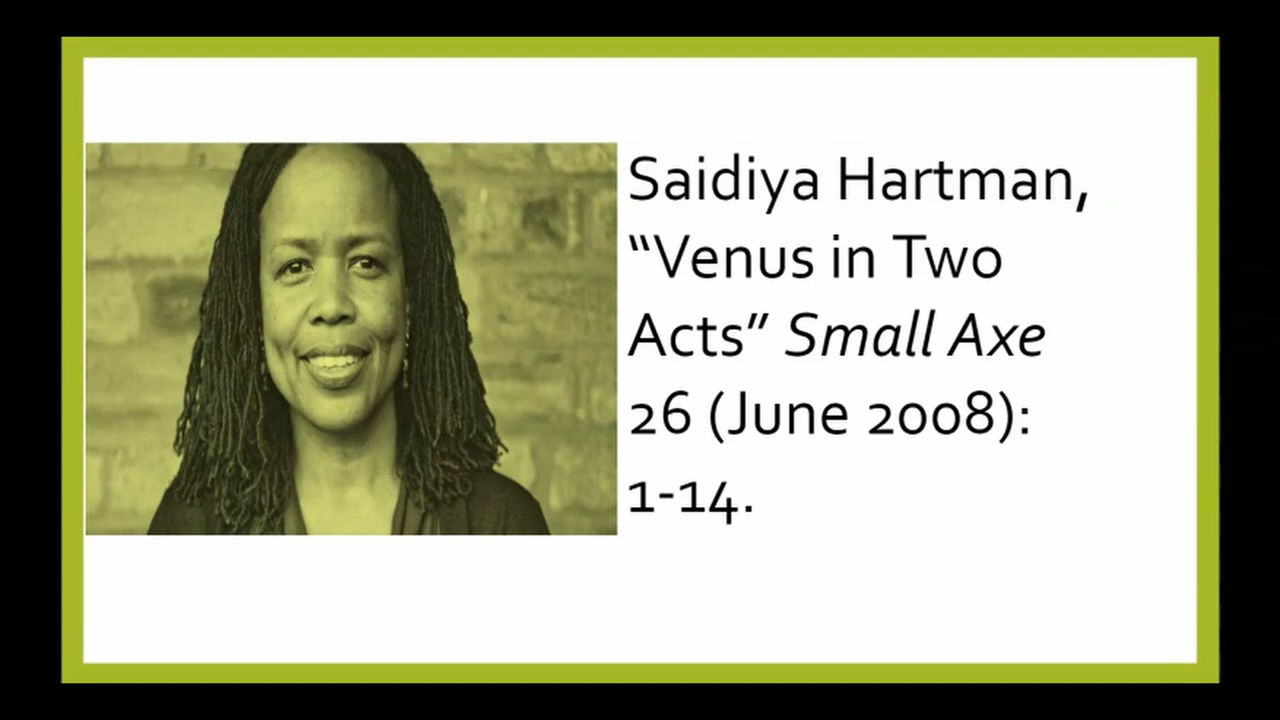 Saidiya Hartman,
“Venus in Two
Acts” Small Axe
26 (June 2008):
1-14.